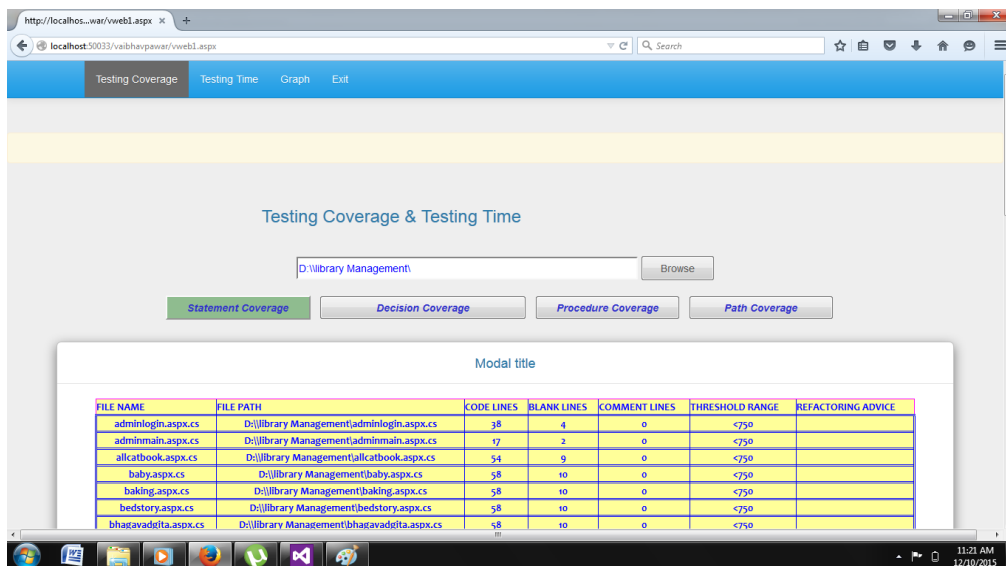 http://localhos...war/vweb1.aspx × +
localhost:50033/vaibhavpawar/vweb1.aspx Search
Testing Coverage Testing Time Graph Exit
Testing Coverage & Testing Time
D:\\library Management\ Browse
Statement Coverage Decision Coverage Procedure Coverage Path Coverage
Modal title
FILE NAME FILE PATH CODE LINES BLANK LINES COMMENT LINES THRESHOLD RANGE REFACTORING ADVICE
adminlogin.aspx.cs D:\\library Management\adminlogin.aspx.cs 38 4 0 <750
adminmain.aspx.cs D:\\library Management\adminmain.aspx.cs 17 2 0 <750
allcatbook.aspx.cs D:\\library Management\allcatbook.aspx.cs 54 9 0 <750
baby.aspx.cs D:\\library Management\baby.aspx.cs 58 10 0 <750
baking.aspx.cs D:\\library Management\baking.aspx.cs 58 10 0 <750
bedstory.aspx.cs D:\\library Management\bedstory.aspx.cs 58 10 0 <750
bhagavadgita.aspx.cs D:\\library Management\bhagavadgita.aspx.cs 58 10 0 <750
11:21 AM
12/10/2015